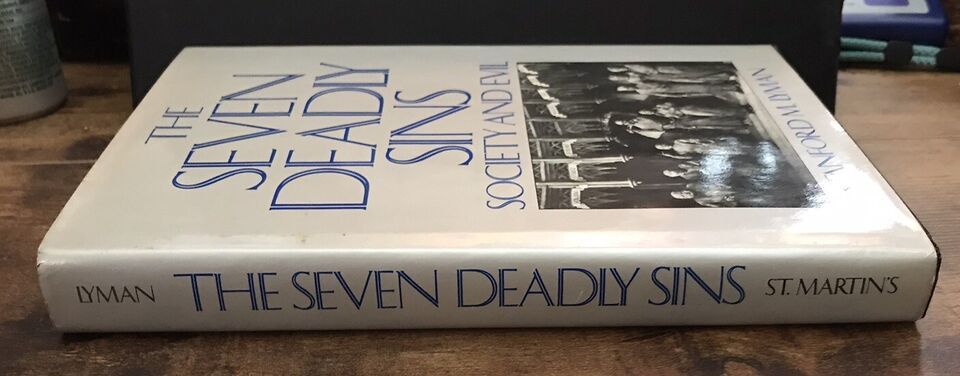 THE
SEVEN
DEADLY
SINS
SOCIETY AND EVIL
LYMAN THE SEVEN DEADLY SINS ST. MARTIN'S